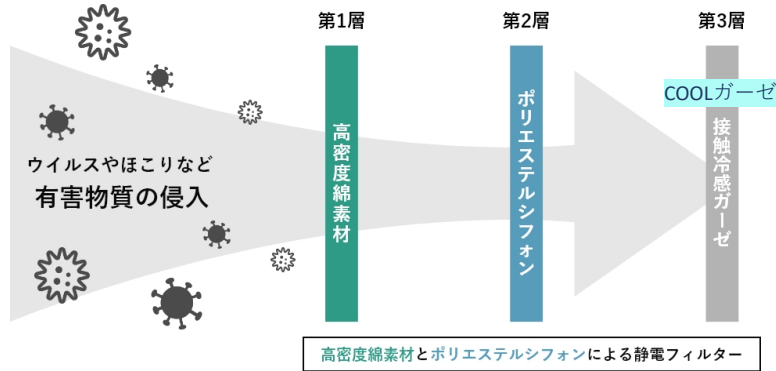 第1層
第2層
第3層
COOLガーゼ
ウイルスやほこりなど
有害物質の侵入
高密度綿素材
ポリエステルシフォン
接触冷感ガーゼ
高密度綿素材とポリエステルシフォンによる静電フィルター